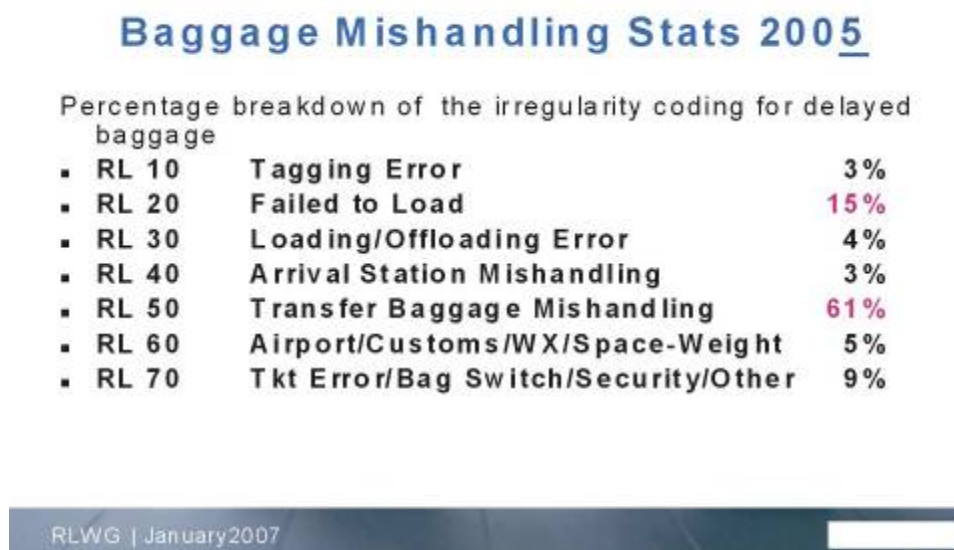 Baggage Mishandling Stats 2005
Percentage breakdown of the irregularity coding for delayed
baggage
▪ RL 10 Tagging Error 3%
▪ RL 20 Failed to Load 15%
▪ RL 30 Loading/Offloading Error 4%
▪ RL 40 Arrival Station Mishandling 3%
▪ RL 50 Transfer Baggage Mishandling 61%
▪ RL 60 Airport/Customs/WX/Space-Weight 5%
▪ RL 70 Tkt Error/Bag Switch/Security/Other 9%
RLWG | January2007